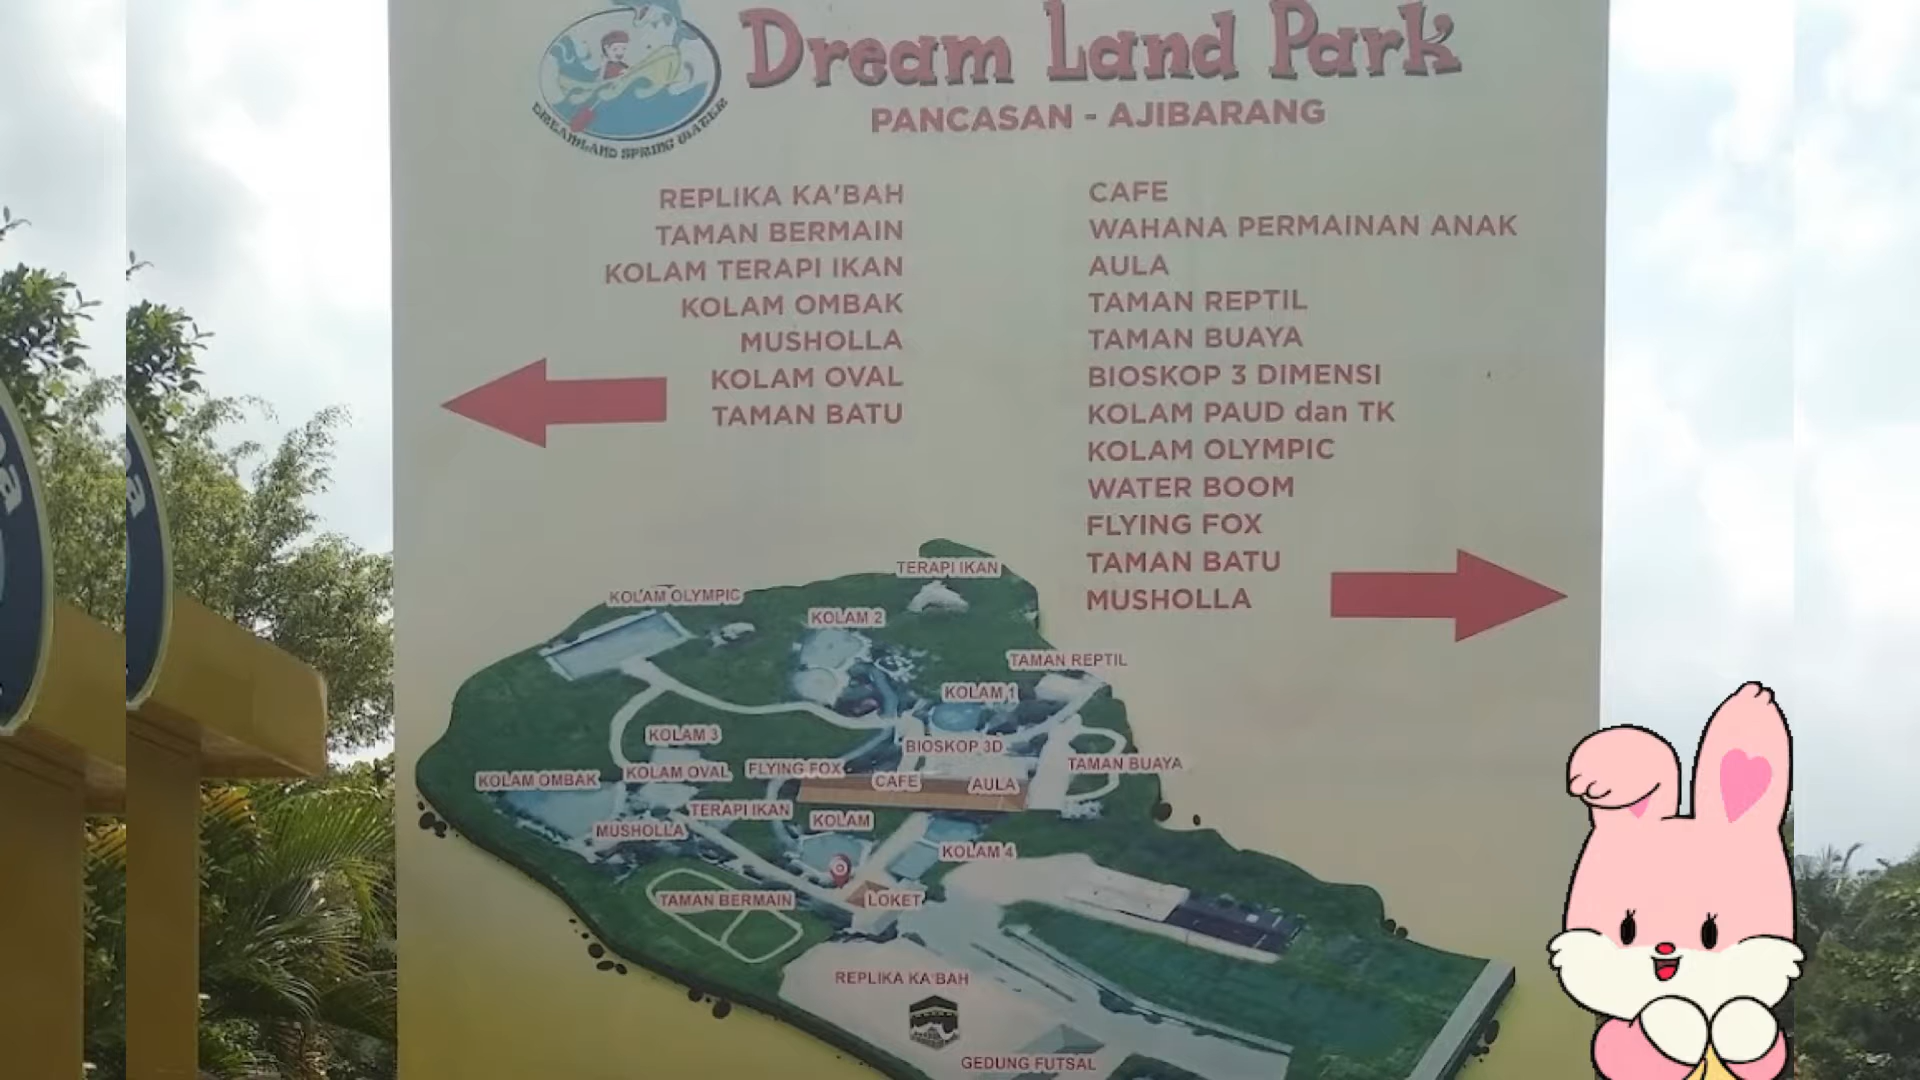 Dream Land Park
PANCASAN - AJIBARANG
DREAMLAND SPRING WATER
REPLIKA KA'BAH
TAMAN BERMAIN
KOLAM TERAPI IKAN
KOLAM OMBAK
MUSHOLLA
KOLAM OVAL
TAMAN BATU
CAFE
WAHANA PERMAINAN ANAK
AULA
TAMAN REPTIL
TAMAN BUAYA
BIOSKOP 3 DIMENSI
KOLAM PAUD dan TK
KOLAM OLYMPIC
WATER BOOM
FLYING FOX
TAMAN BATU
MUSHOLLA
TERAPI IKAN
KOLAM OLYMPIC
KOLAM 2
TAMAN REPTIL
KOLAM 1
KOLAM 3
BIOSKOP 3D
TAMAN BUAYA
KOLAM OMBAK
KOLAM OVAL
FLYING FOX
CAFE
AULA
TERAPI IKAN
KOLAM
MUSHOLLA
KOLAM 4
TAMAN BERMAIN
LOKET
REPLIKA KA'BAH
GEDUNG FUTSAL